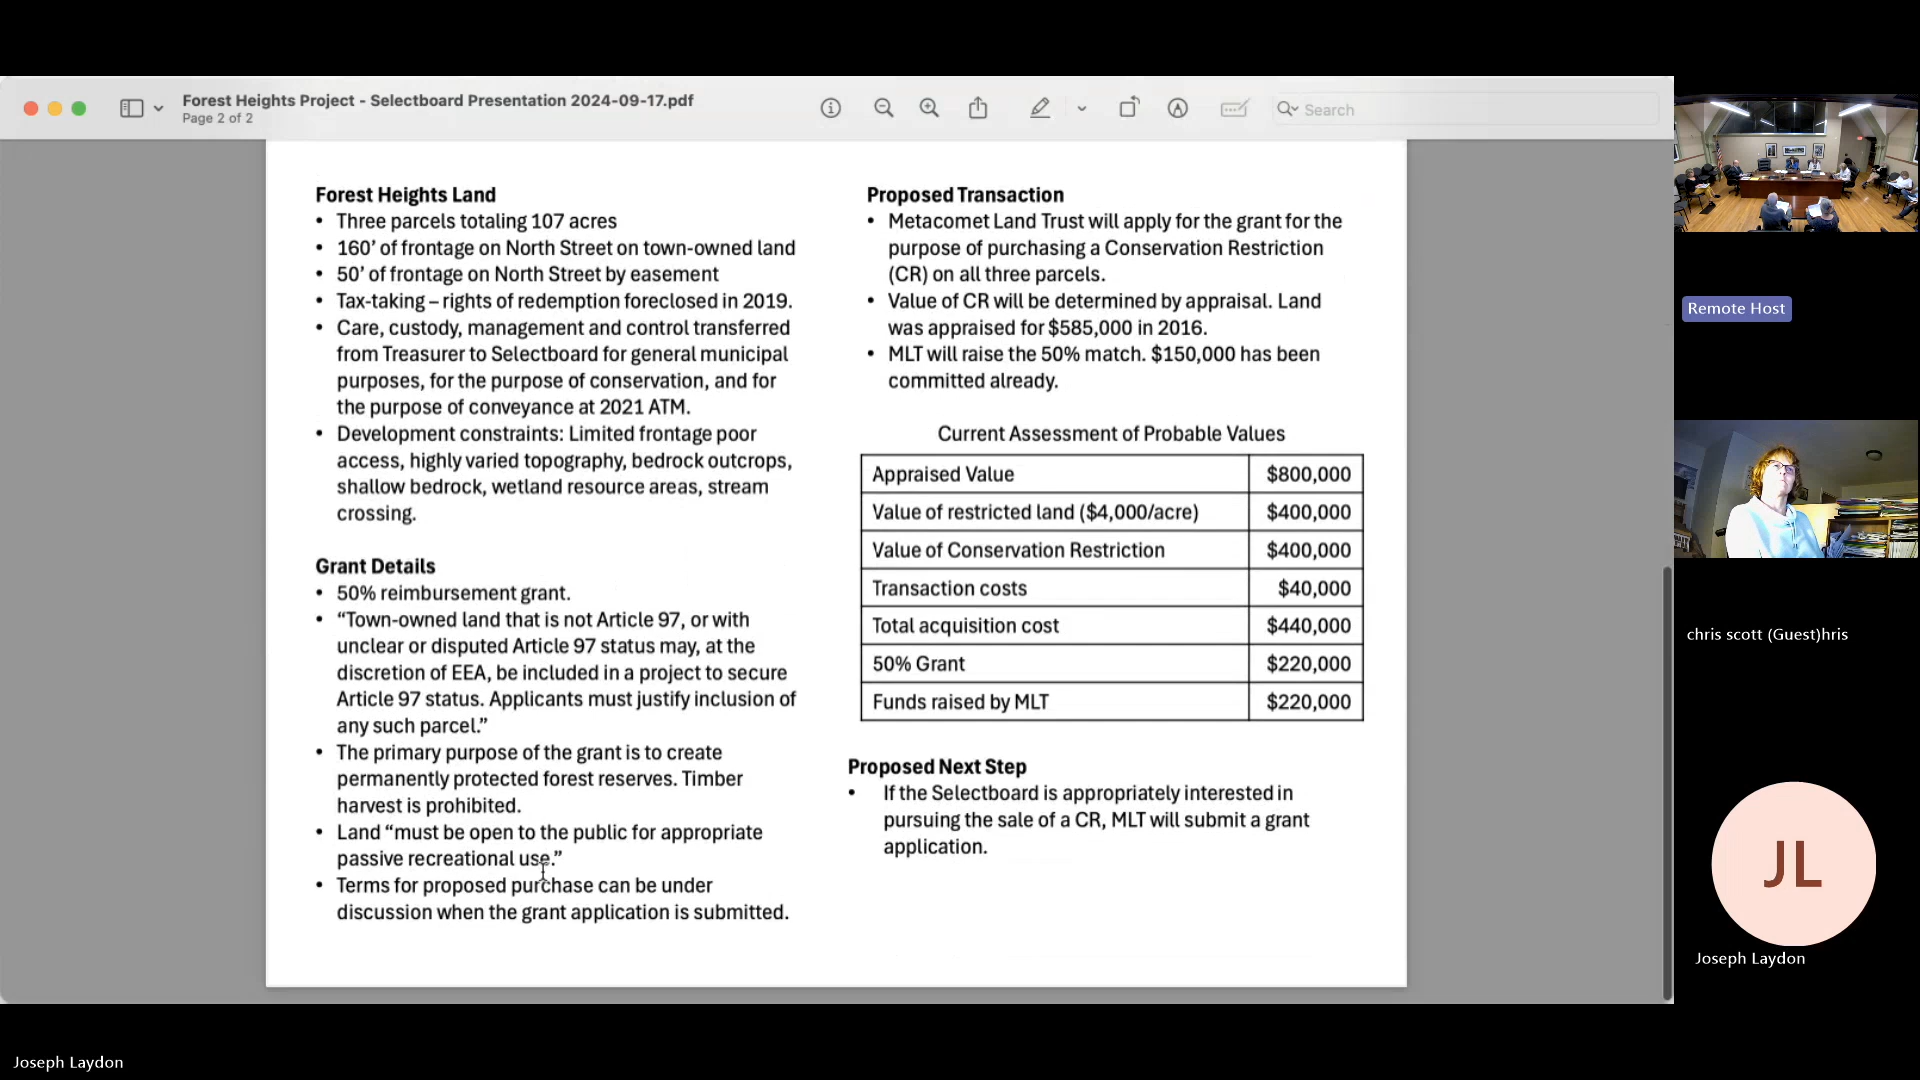 Forest Heights Project - Selectboard Presentation 2024-09-17.pdf
Page 2 of 2
Search
Forest Heights Land
• Three parcels totaling 107 acres
• 160’ of frontage on North Street on town-owned land
• 50’ of frontage on North Street by easement
• Tax-taking – rights of redemption foreclosed in 2019.
• Care, custody, management and control transferred
from Treasurer to Selectboard for general municipal
purposes, for the purpose of conservation, and for
the purpose of conveyance at 2021 ATM.
• Development constraints: Limited frontage poor
access, highly varied topography, bedrock outcrops,
shallow bedrock, wetland resource areas, stream
crossing.
Grant Details
• 50% reimbursement grant.
• “Town-owned land that is not Article 97, or with
unclear or disputed Article 97 status may, at the
discretion of EEA, be included in a project to secure
Article 97 status. Applicants must justify inclusion of
any such parcel.”
• The primary purpose of the grant is to create
permanently protected forest reserves. Timber
harvest is prohibited.
• Land “must be open to the public for appropriate
passive recreational use.”
• Terms for proposed purchase can be under
discussion when the grant application is submitted.
Proposed Transaction
• Metacomet Land Trust will apply for the grant for the
purpose of purchasing a Conservation Restriction
(CR) on all three parcels.
• Value of CR will be determined by appraisal. Land
was appraised for $585,000 in 2016.
• MLT will raise the 50% match. $150,000 has been
committed already.
Current Assessment of Probable Values
Appraised Value $800,000
Value of restricted land ($4,000/acre) $400,000
Value of Conservation Restriction $400,000
Transaction costs $40,000
Total acquisition cost $440,000
50% Grant $220,000
Funds raised by MLT $220,000
Proposed Next Step
• If the Selectboard is appropriately interested in
pursuing the sale of a CR, MLT will submit a grant
application.
Remote Host
chris scott (Guest)hris
JL
Joseph Laydon
Joseph Laydon